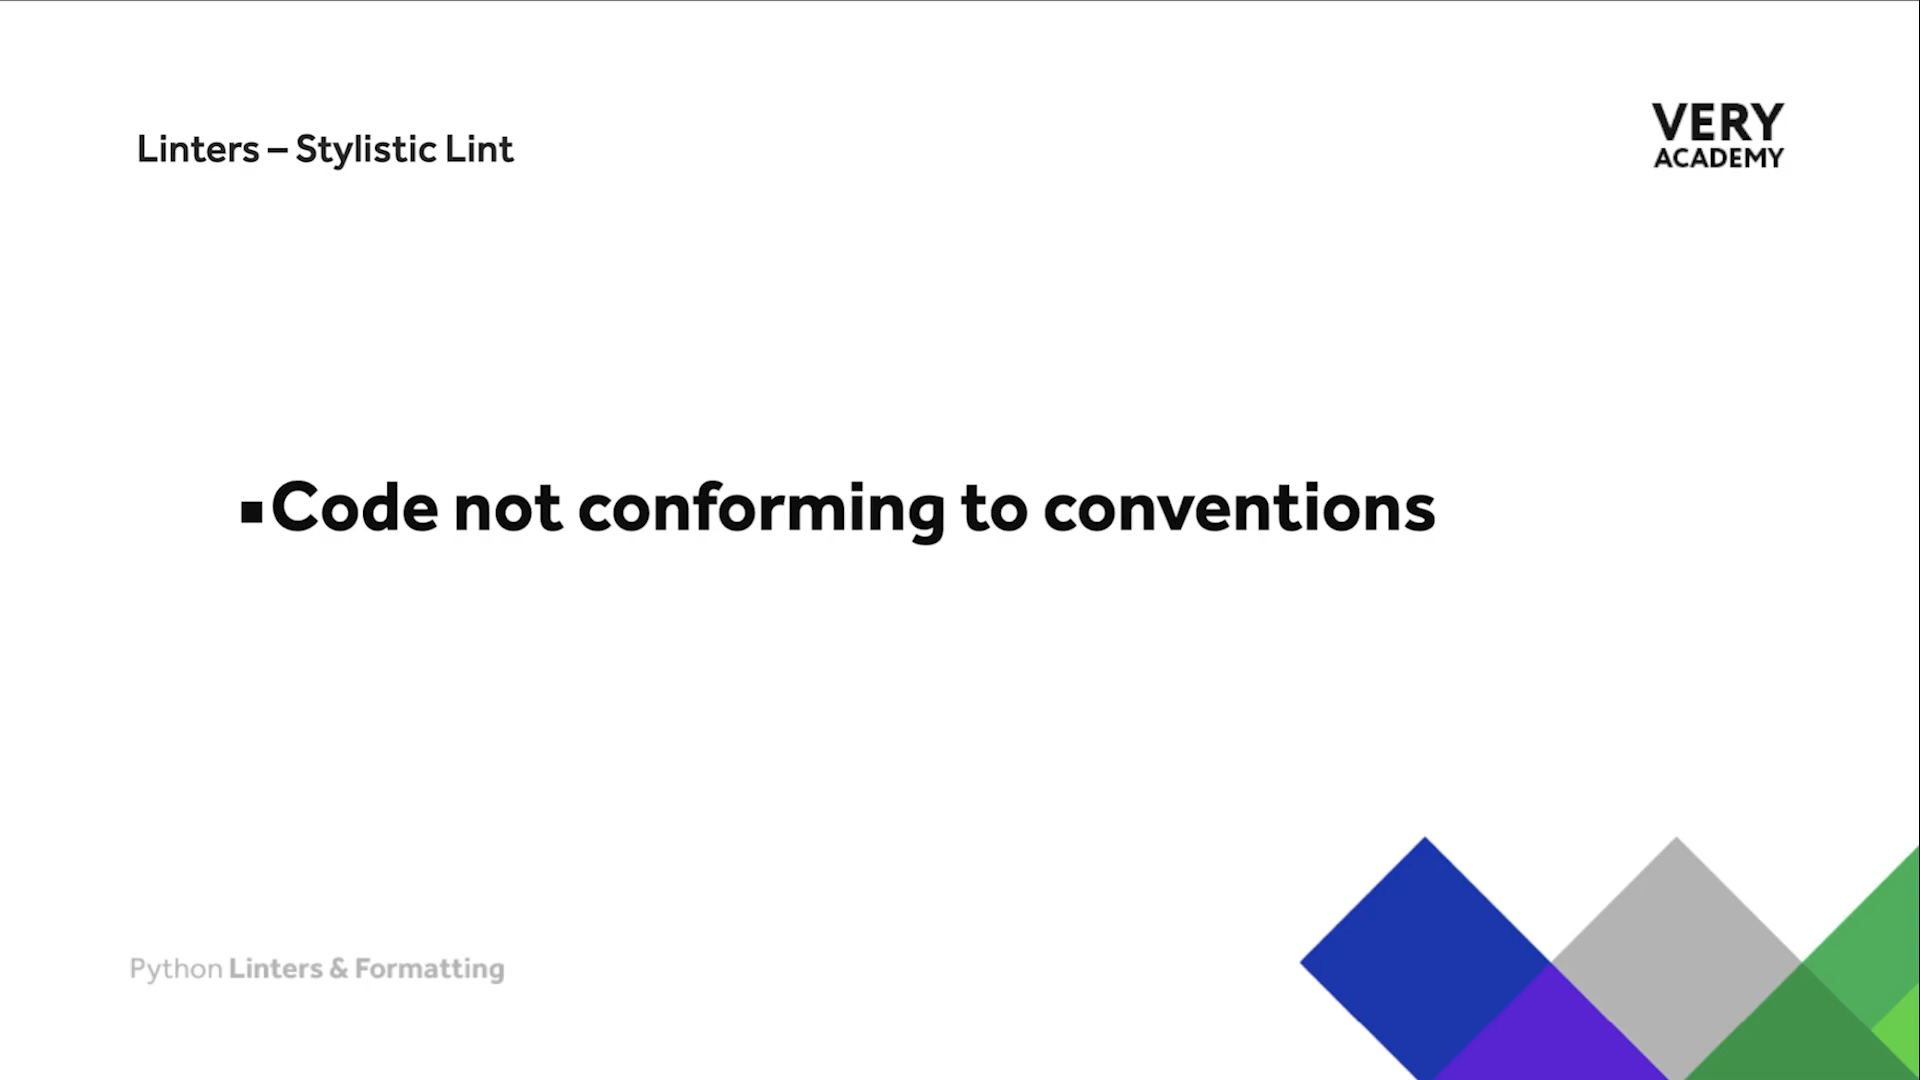 Linters – Stylistic Lint
VERY
ACADEMY
▪Code not conforming to conventions
Python Linters & Formatting